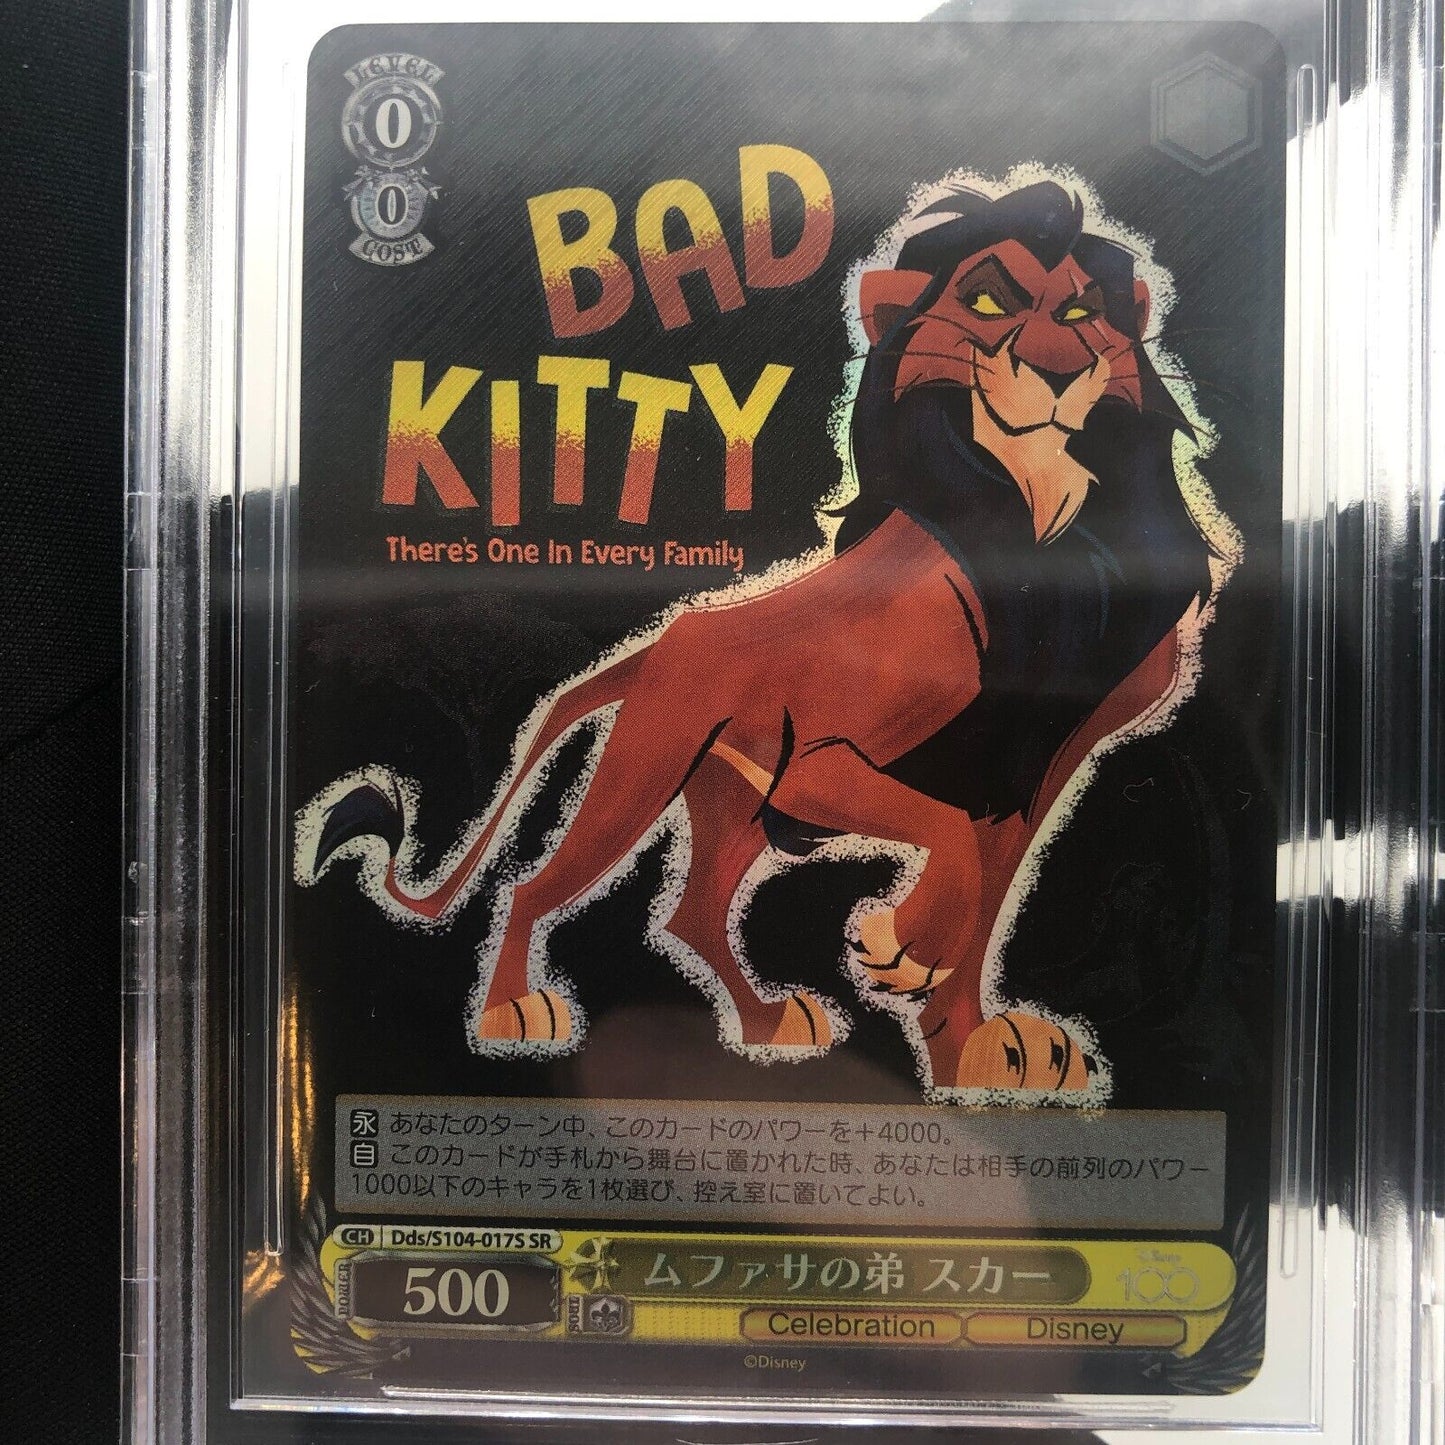 LEVEL
0
0
COST
BAD
KITTY
There's One In Every Family
永 あなたのターン中、このカードのパワーを＋4000。
自 このカードが手札から舞台に置かれた時、あなたは相手の前列のパワー
1000以下のキャラを1枚選び、控え室に置いてよい。
CH Dds/S104-017S SR
POWER
500
SOUL
ムファサの弟 スカー
Disney
100
Celebration
Disney
©Disney